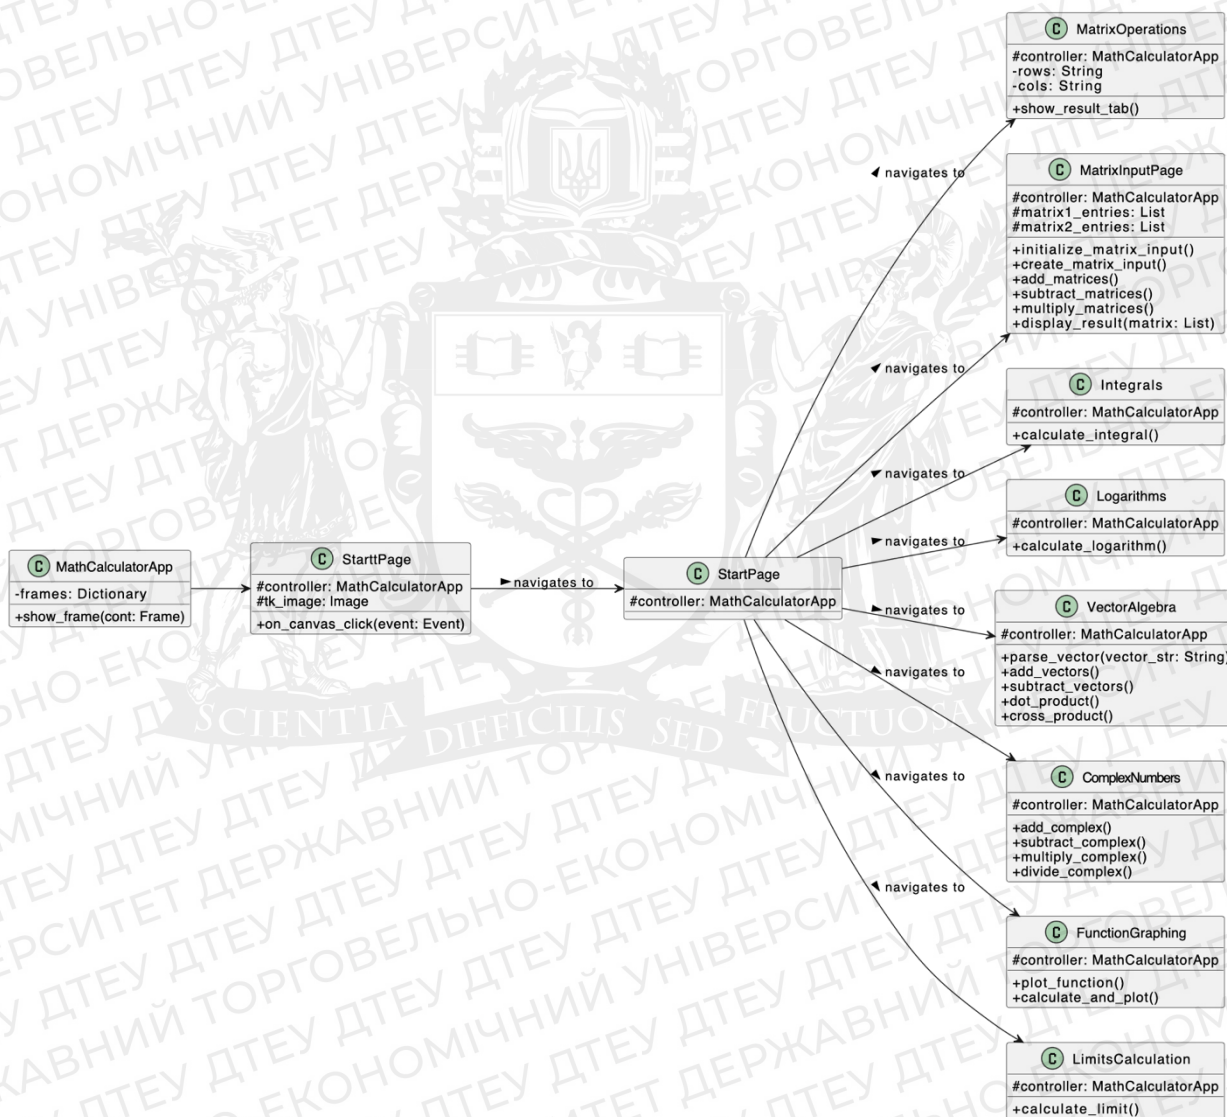 C MathCalculatorApp
-frames: Dictionary
+show_frame(cont: Frame)
C StarttPage
#controller: MathCalculatorApp
#tk_image: Image
+on_canvas_click(event: Event)
navigates to
C StartPage
#controller: MathCalculatorApp
navigates to
navigates to
navigates to
navigates to
navigates to
navigates to
navigates to
navigates to
C MatrixOperations
#controller: MathCalculatorApp
-rows: String
-cols: String
+show_result_tab()
C MatrixInputPage
#controller: MathCalculatorApp
#matrix1_entries: List
#matrix2_entries: List
+initialize_matrix_input()
+create_matrix_input()
+add_matrices()
+subtract_matrices()
+multiply_matrices()
+display_result(matrix: List)
C Integrals
#controller: MathCalculatorApp
+calculate_integral()
C Logarithms
#controller: MathCalculatorApp
+calculate_logarithm()
C VectorAlgebra
#controller: MathCalculatorApp
+parse_vector(vector_str: String)
+add_vectors()
+subtract_vectors()
+dot_product()
+cross_product()
C ComplexNumbers
#controller: MathCalculatorApp
+add_complex()
+subtract_complex()
+multiply_complex()
+divide_complex()
C FunctionGraphing
#controller: MathCalculatorApp
+plot_function()
+calculate_and_plot()
C LimitsCalculation
#controller: MathCalculatorApp
+calculate_limit()
SCIENTIA DIFFICILIS SED FRUCTUOSA